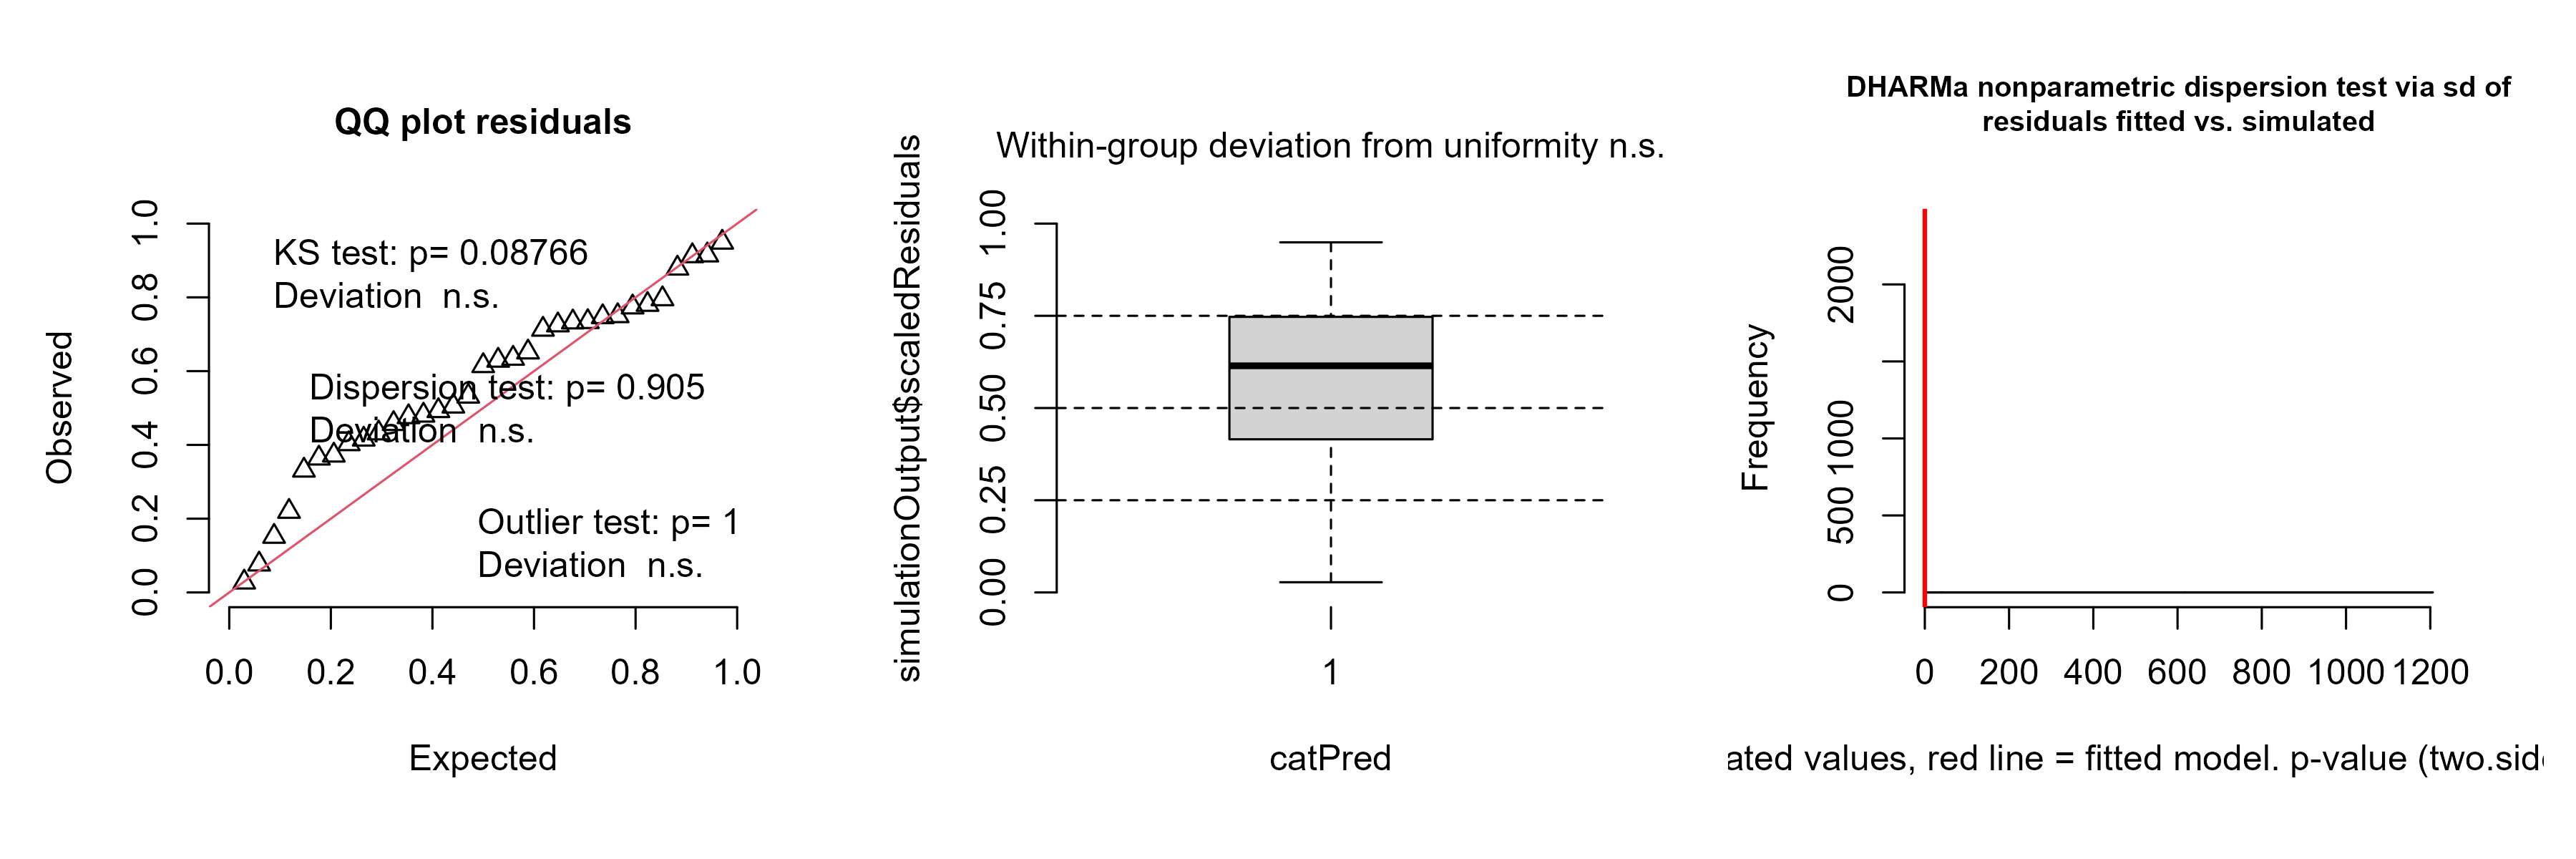 QQ plot residuals
KS test: p= 0.08766
Deviation  n.s.
Dispersion test: p= 0.905
Deviation  n.s.
Outlier test: p= 1
Deviation  n.s.
Observed
0.0 0.2 0.4 0.6 0.8 1.0
0.0 0.2 0.4 0.6 0.8 1.0
Expected
Within-group deviation from uniformity n.s.
simulationOutput$scaledResiduals
0.00 0.25 0.50 0.75 1.00
1
catPred
DHARMa nonparametric dispersion test via sd of
residuals fitted vs. simulated
Frequency
0 500 1000 2000
0 200 400 600 800 1000 1200
ated values, red line = fitted model. p-value (two.sid